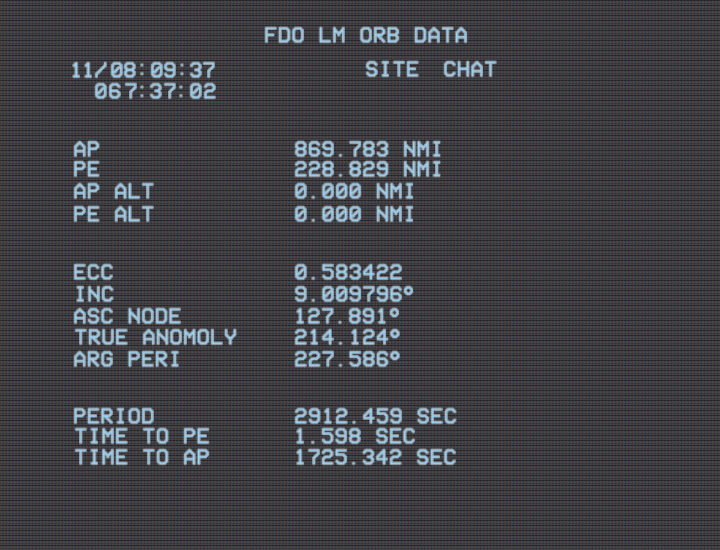 FDO LM ORB DATA
11/08:09:37 SITE CHAT
067:37:02
AP 869.783 NMI
PE 228.829 NMI
AP ALT 0.000 NMI
PE ALT 0.000 NMI
ECC 0.583422
INC 9.009796°
ASC NODE 127.891°
TRUE ANOMOLY 214.124°
ARG PERI 227.586°
PERIOD 2912.459 SEC
TIME TO PE 1.598 SEC
TIME TO AP 1725.342 SEC